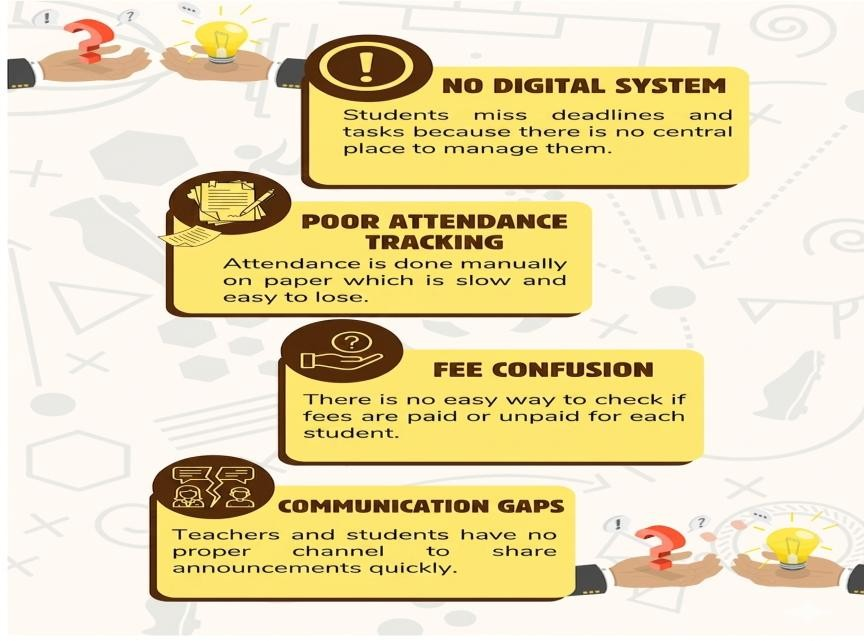 NO DIGITAL SYSTEM
Students miss deadlines and
tasks because there is no central
place to manage them.
POOR ATTENDANCE
TRACKING
Attendance is done manually
on paper which is slow and
easy to lose.
FEE CONFUSION
There is no easy way to check if
fees are paid or unpaid for each
student.
COMMUNICATION GAPS
Teachers and students have no
proper channel to share
announcements quickly.